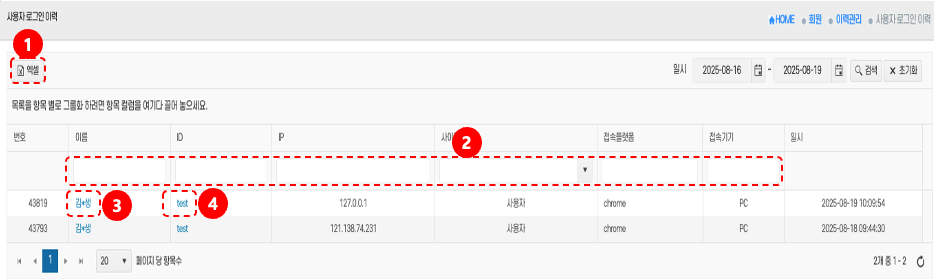 사용자 로그인 이력
HOME 회원 이력관리 사용자 로그인 이력
1
엑셀 일시 2025-08-16 - 2025-08-19 검색 × 초기화
목록을 항목 별로 그룹화 하려면 항목 컬럼을 여기다 끌어 놓으세요.
번호 이름 ID IP 2 접속플랫폼 접속기기 일시
43819 김*생 3 test 4 127.0.0.1 사용자 chrome PC 2025-08-19 10:09:54
43793 김*생 test 121.138.74.231 사용자 chrome PC 2025-08-18 09:44:30
1 20 페이지 당 항목수 2개 중 1 - 2